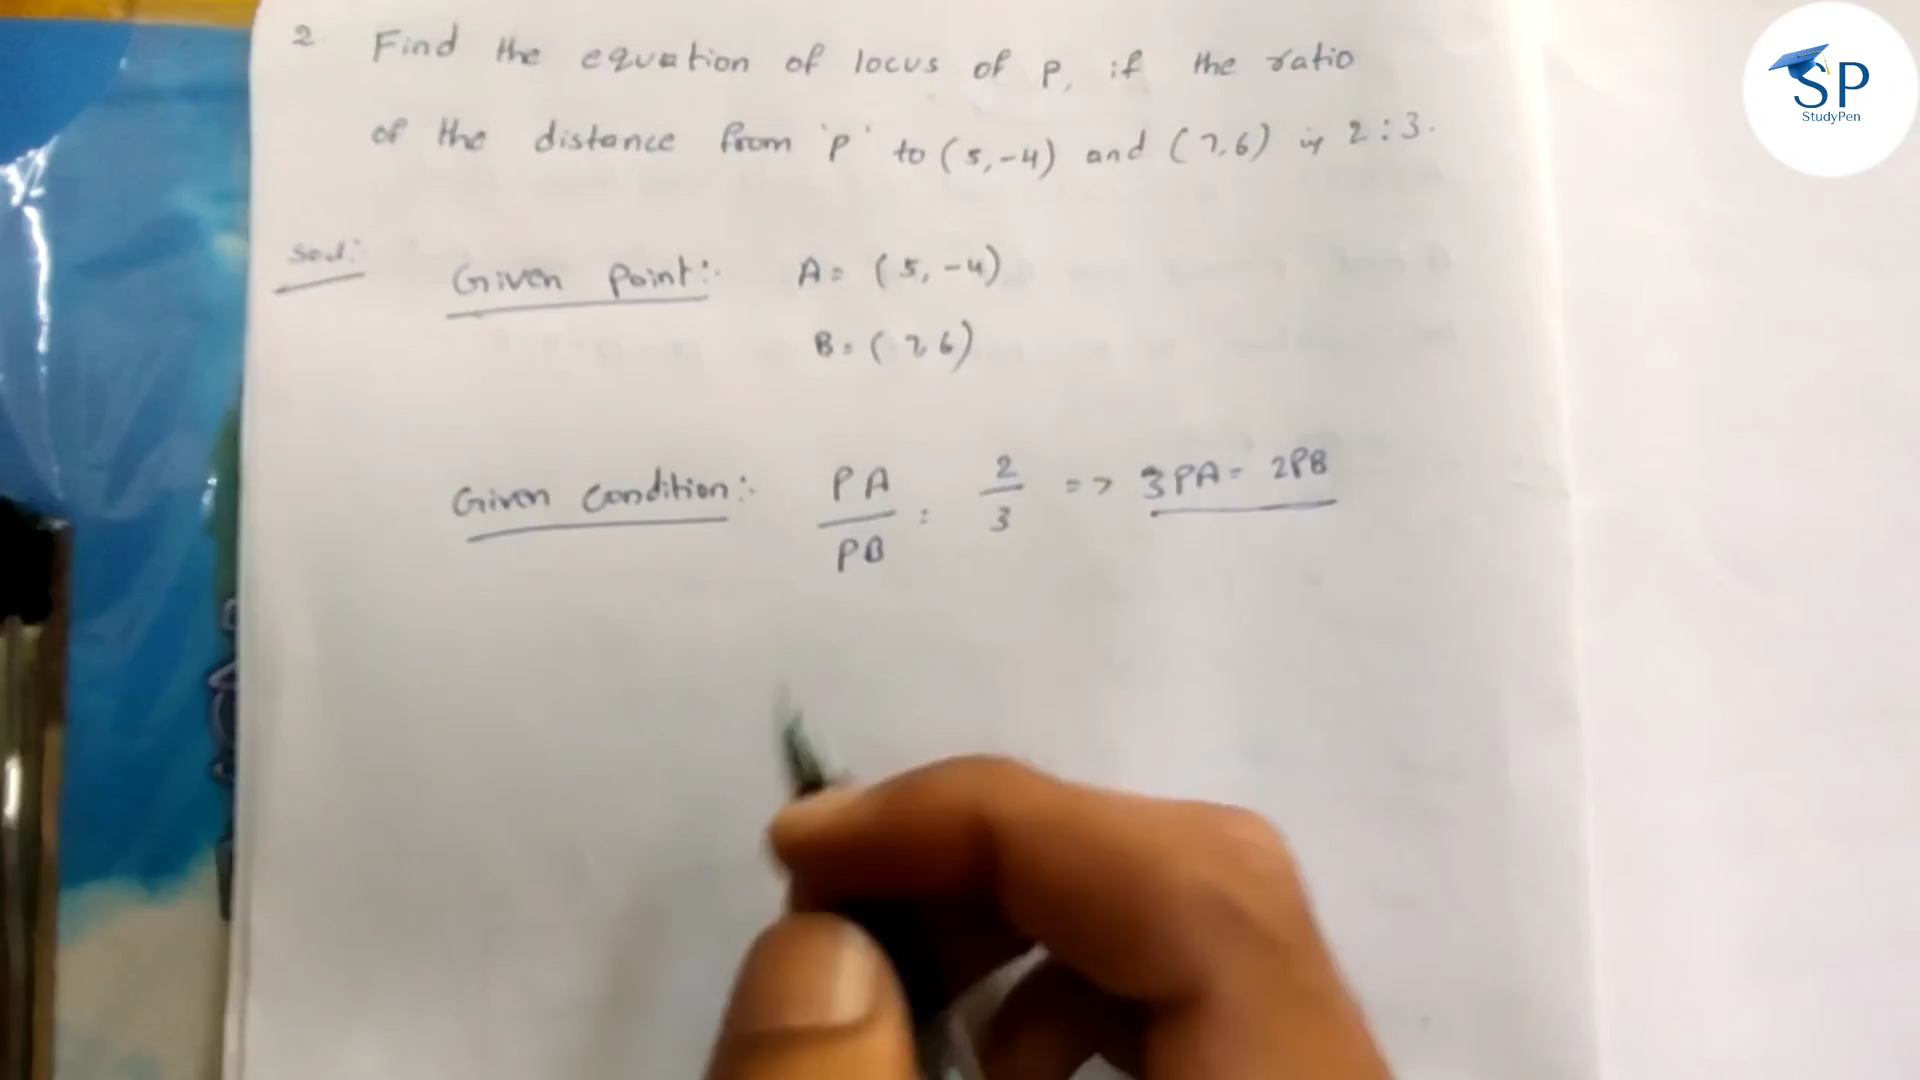 2. Find the equation of locus of P, if the ratio
of the distance from 'p' to (5,-4) and (7,6) is 2:3.
Sol:
Given Point:- A = (5, -4)
B = (7 6)
Given Condition:- PA/PB = 2/3 => 3PA = 2PB
SP
StudyPen